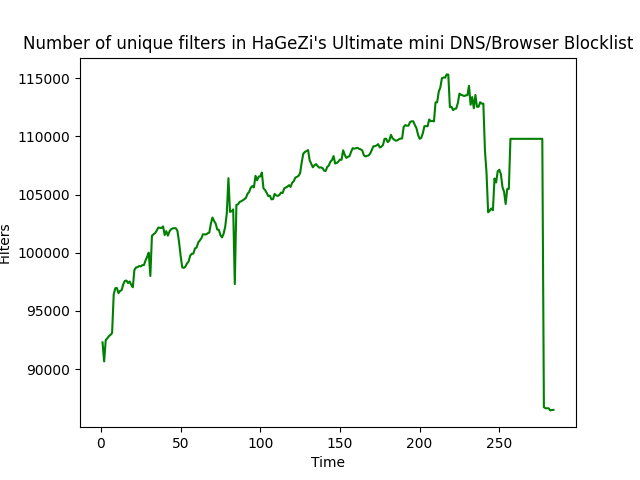 Number of unique filters in HaGeZi's Ultimate mini DNS/Browser Blocklist
115000
110000
105000
100000
95000
90000
Filters
0 50 100 150 200 250
Time